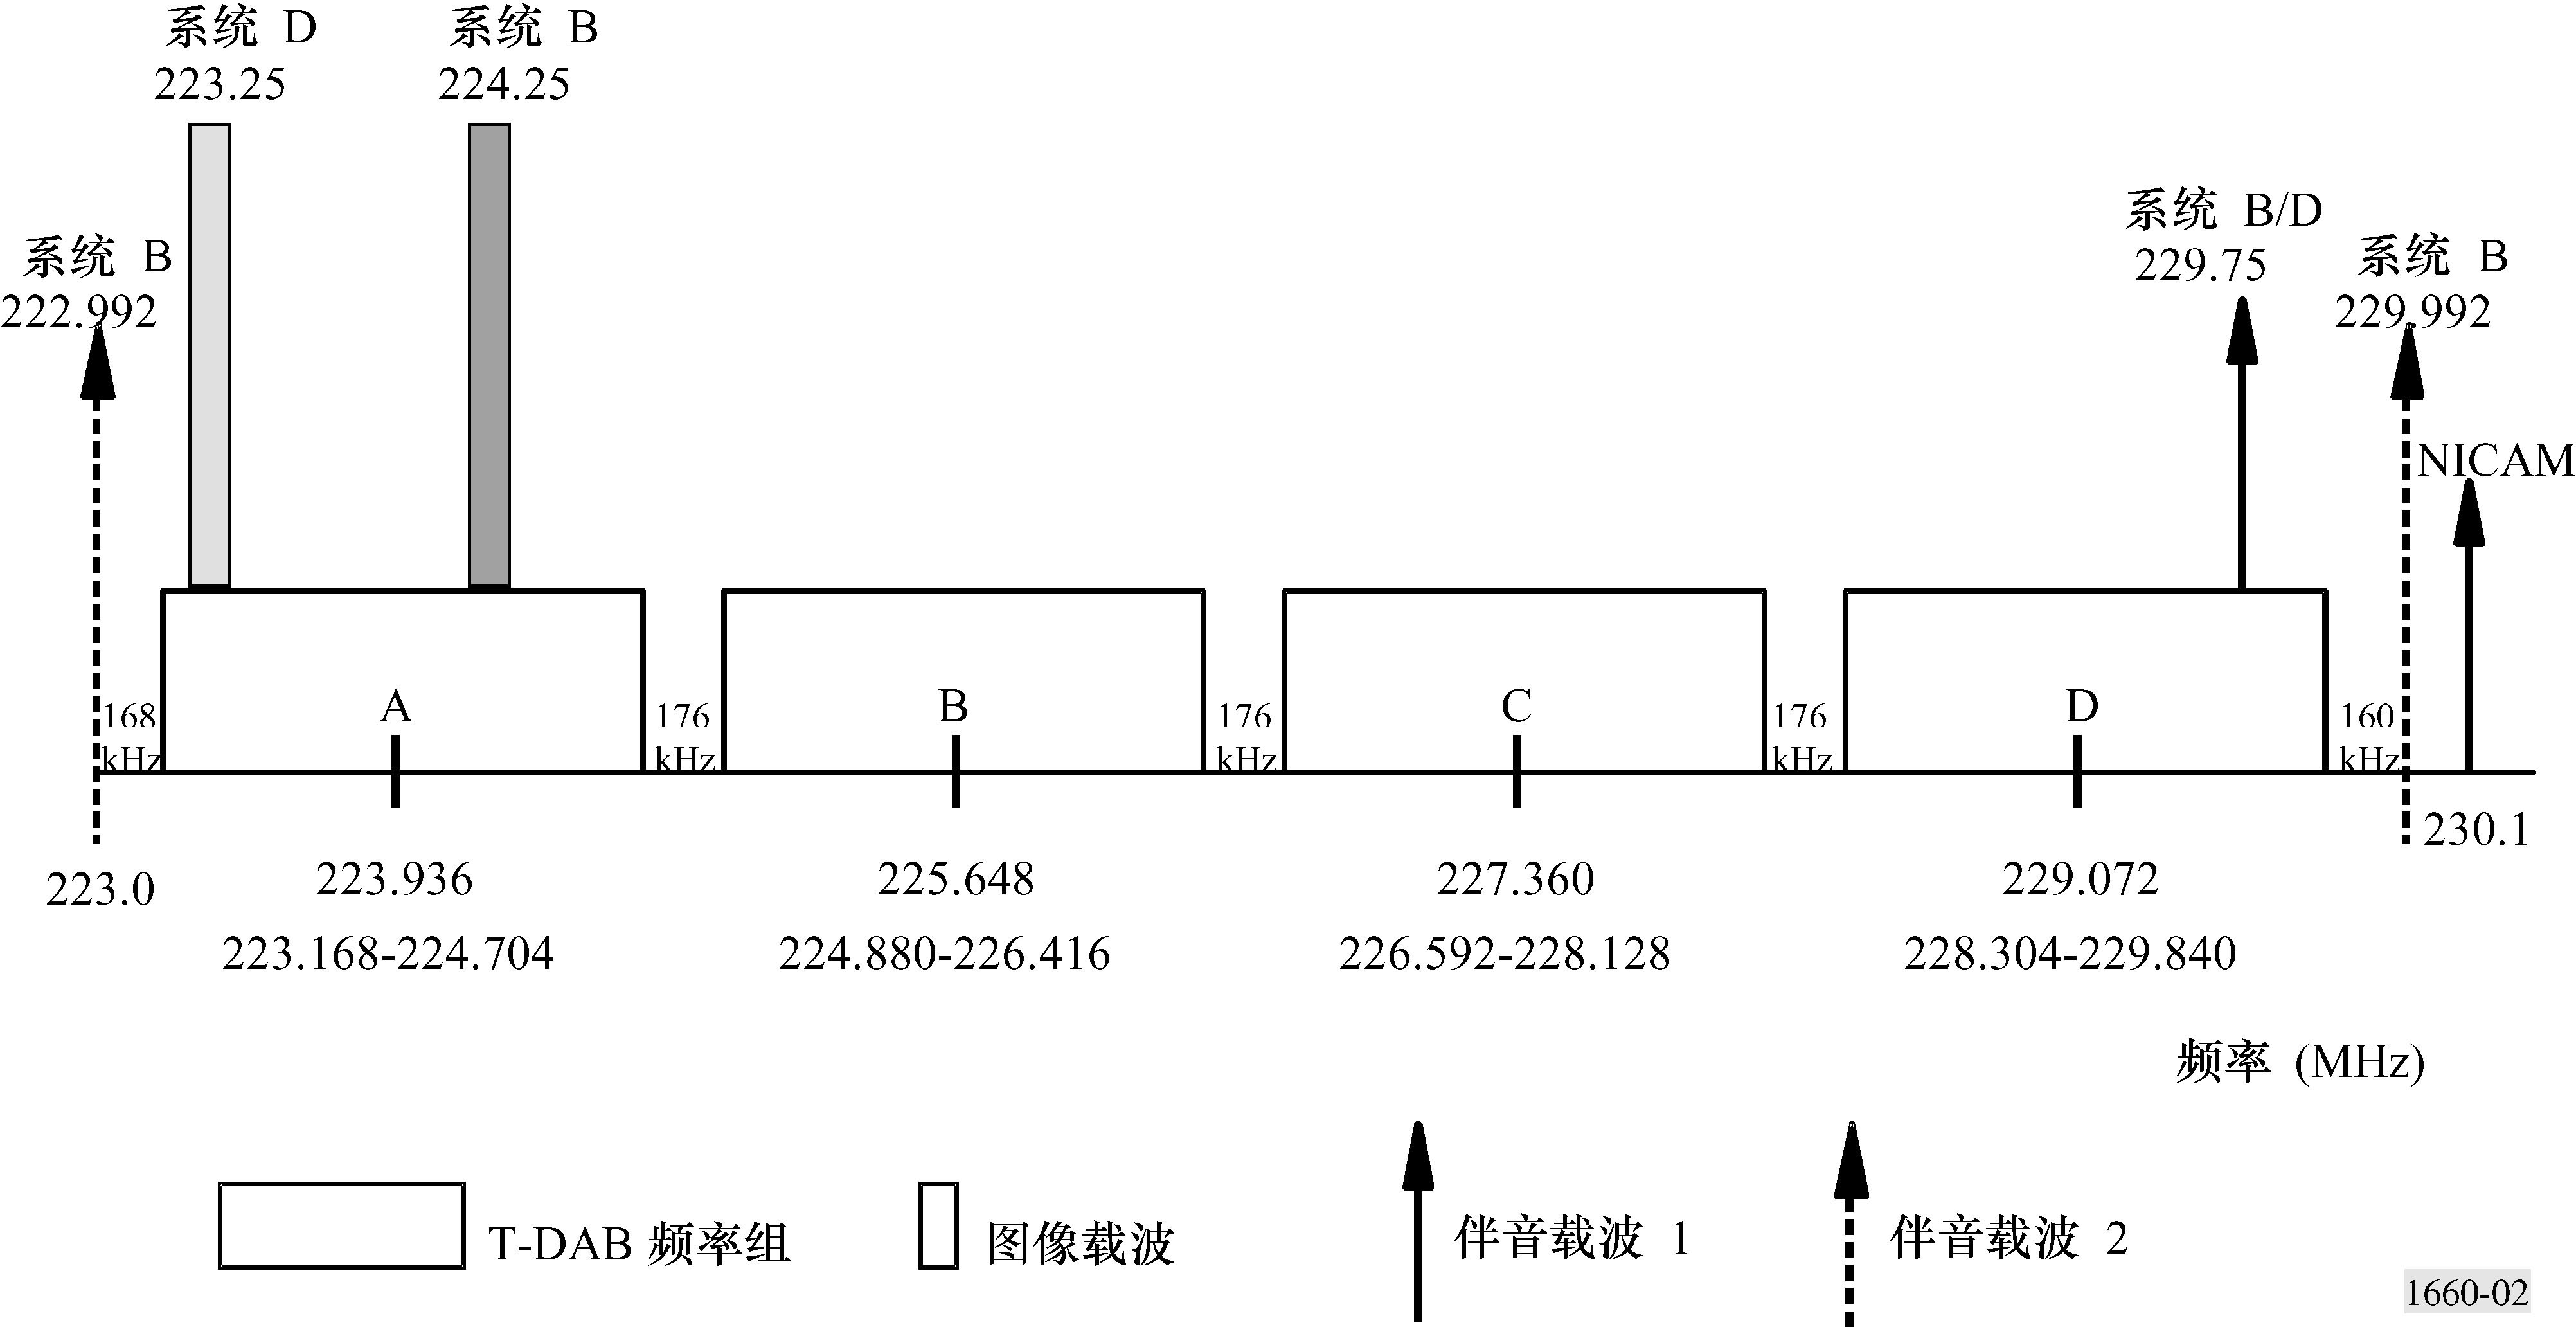 系统 D
223.25
系统 B
224.25
系统 B
222.992
系统 B/D
229.75
系统 B
229.992
NICAM
168
kHz
A
176
kHz
B
176
kHz
C
176
kHz
D
160
kHz
223.0
223.936
225.648
227.360
229.072
230.1
223.168-224.704
224.880-226.416
226.592-228.128
228.304-229.840
频率 (MHz)
T-DAB 频率组
图像载波
伴音载波 1
伴音载波 2
1660-02